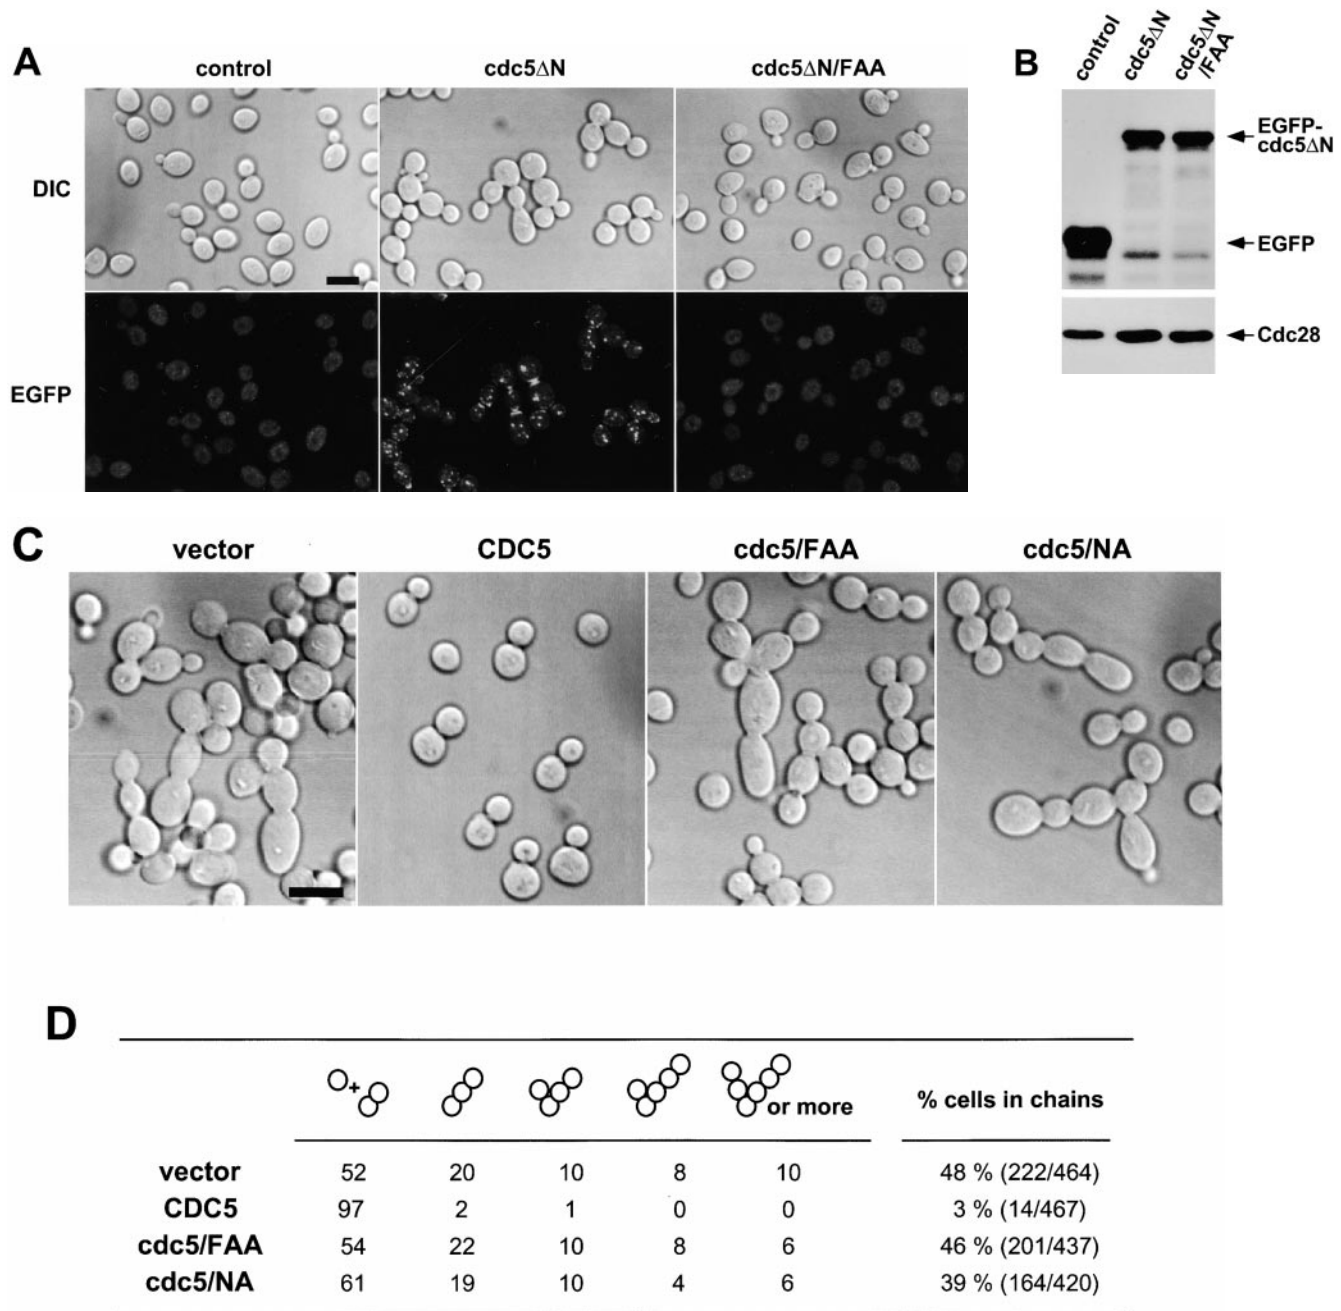 A
control
cdc5ΔN
cdc5ΔN/FAA
DIC
EGFP
B
control
cdc5ΔN
cdc5ΔN
/FAA
EGFP-
cdc5ΔN
EGFP
Cdc28
C
vector
CDC5
cdc5/FAA
cdc5/NA
D
+
or more
% cells in chains
vector 52 20 10 8 10 48 % (222/464)
CDC5 97 2 1 0 0 3 % (14/467)
cdc5/FAA 54 22 10 8 6 46 % (201/437)
cdc5/NA 61 19 10 4 6 39 % (164/420)